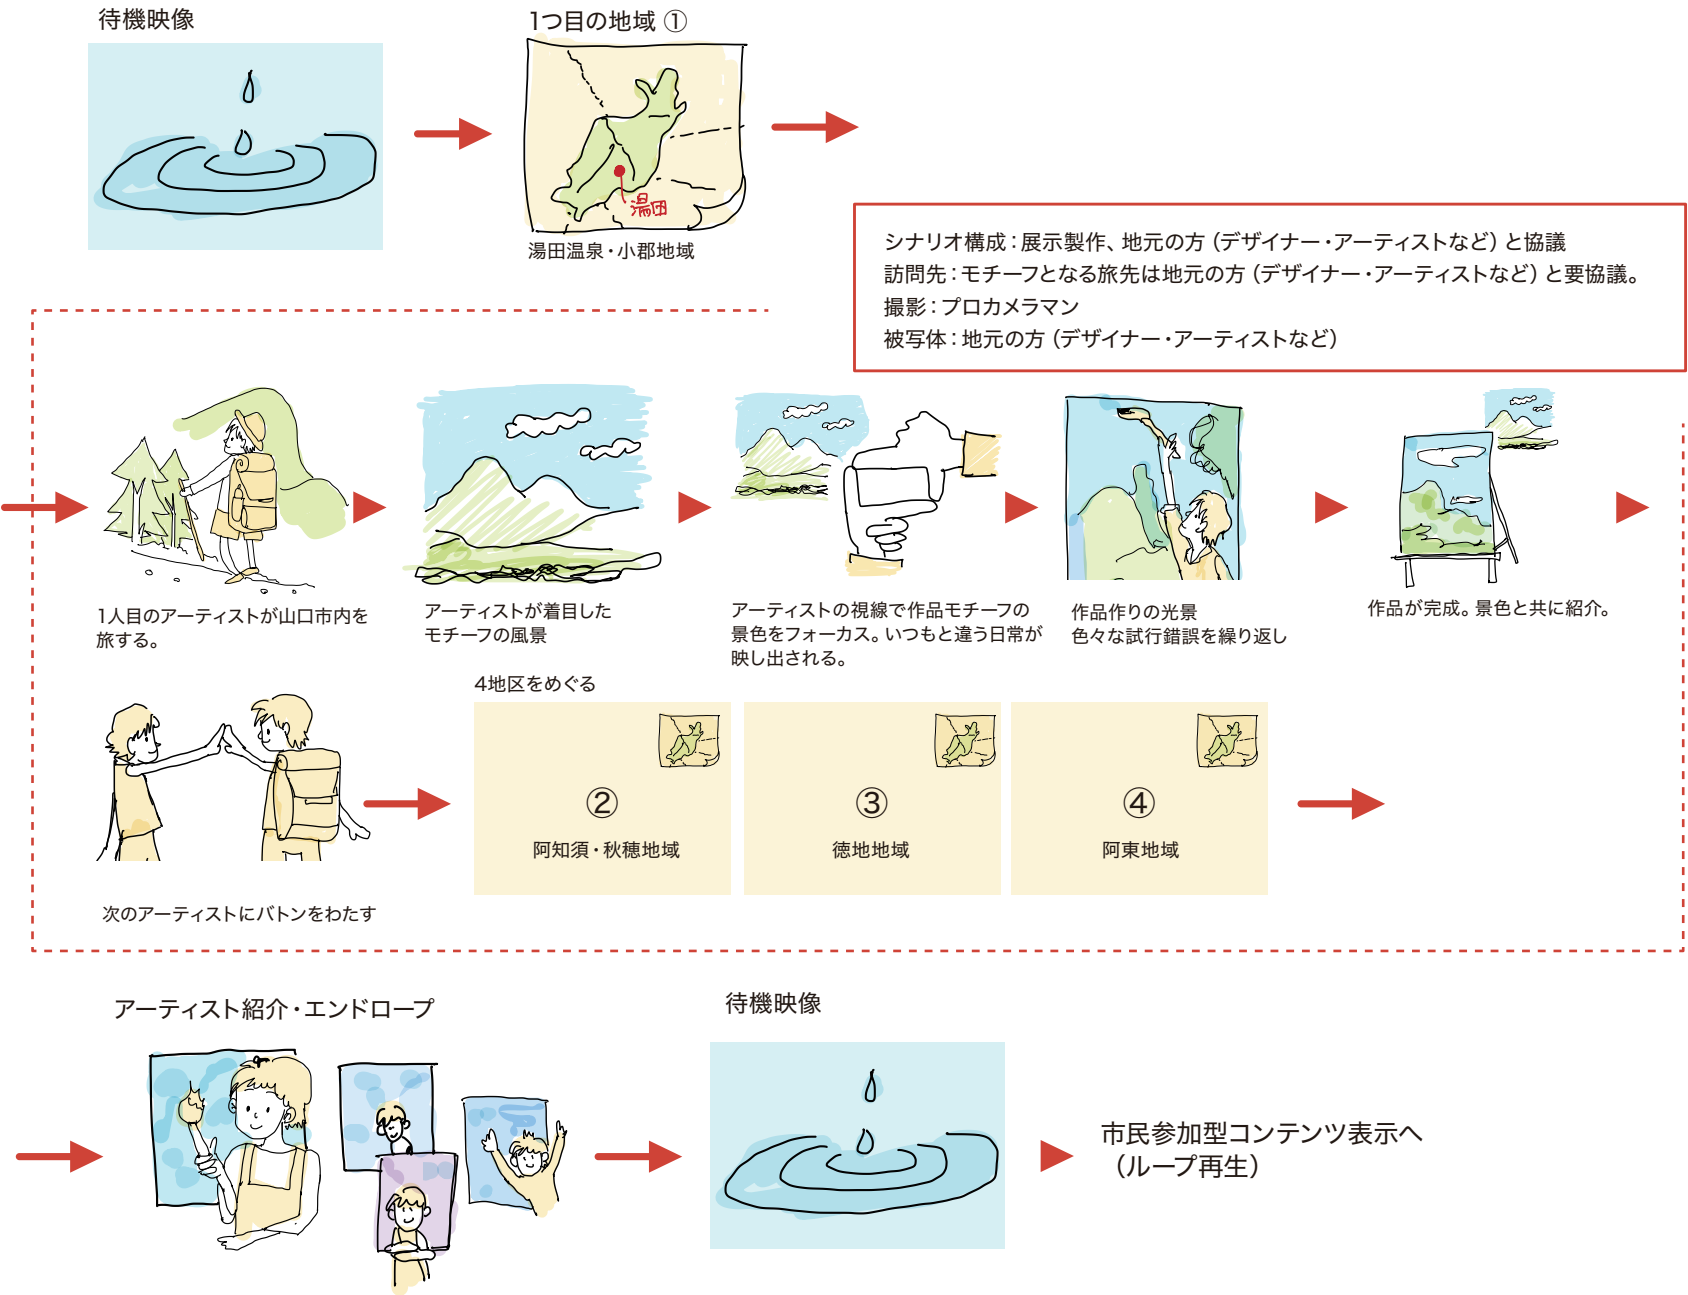 待機映像
1つ目の地域 ①
湯田
湯田温泉・小郡地域
シナリオ構成：展示製作、地元の方（デザイナー・アーティストなど）と協議
訪問先：モチーフとなる旅先は地元の方（デザイナー・アーティストなど）と要協議。
撮影：プロカメラマン
被写体：地元の方（デザイナー・アーティストなど）
1人目のアーティストが山口市内を
旅する。
アーティストが着目した
モチーフの風景
アーティストの視線で作品モチーフの
景色をフォーカス。いつもと違う日常が
映し出される。
作品作りの光景
色々な試行錯誤を繰り返し
作品が完成。景色と共に紹介。
次のアーティストにバトンをわたす
4地区をめぐる
②
阿知須・秋穂地域
③
徳地地域
④
阿東地域
アーティスト紹介・エンドロープ
待機映像
市民参加型コンテンツ表示へ
（ループ再生）